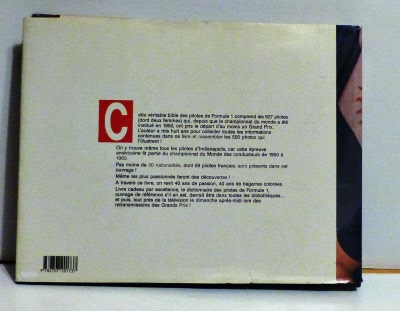 Cette véritable bible des pilotes de Formule 1 comprend les 627 pilotes
(dont deux femmes) qui, depuis que le championnat du monde a été
institué en 1950, ont pris le départ d'au moins un Grand Prix.
L'auteur a mis huit ans pour collecter toutes les informations
contenues dans ce livre et rassembler les 500 photos qui
l'illustrent !
On y trouve même tous les pilotes d'Indianapolis, car cette épreuve
américaine fit partie du championnat du Monde des conducteurs de 1950 à
1960.
Pas moins de 30 nationalités, dont 59 pilotes français, sont présents dans cet
ouvrage !
Même les plus passionnés feront des découvertes !
A travers ce livre, on revit 40 ans de passion, 40 ans de bagarres colorées.
Livre cadeau par excellence, le dictionnaire des pilotes de Formule 1,
ouvrage de référence s'il en est, devrait être dans toutes les bibliothèques...
et puis, tout près de la télévision le dimanche après-midi lors des
retransmissions des Grands Prix !